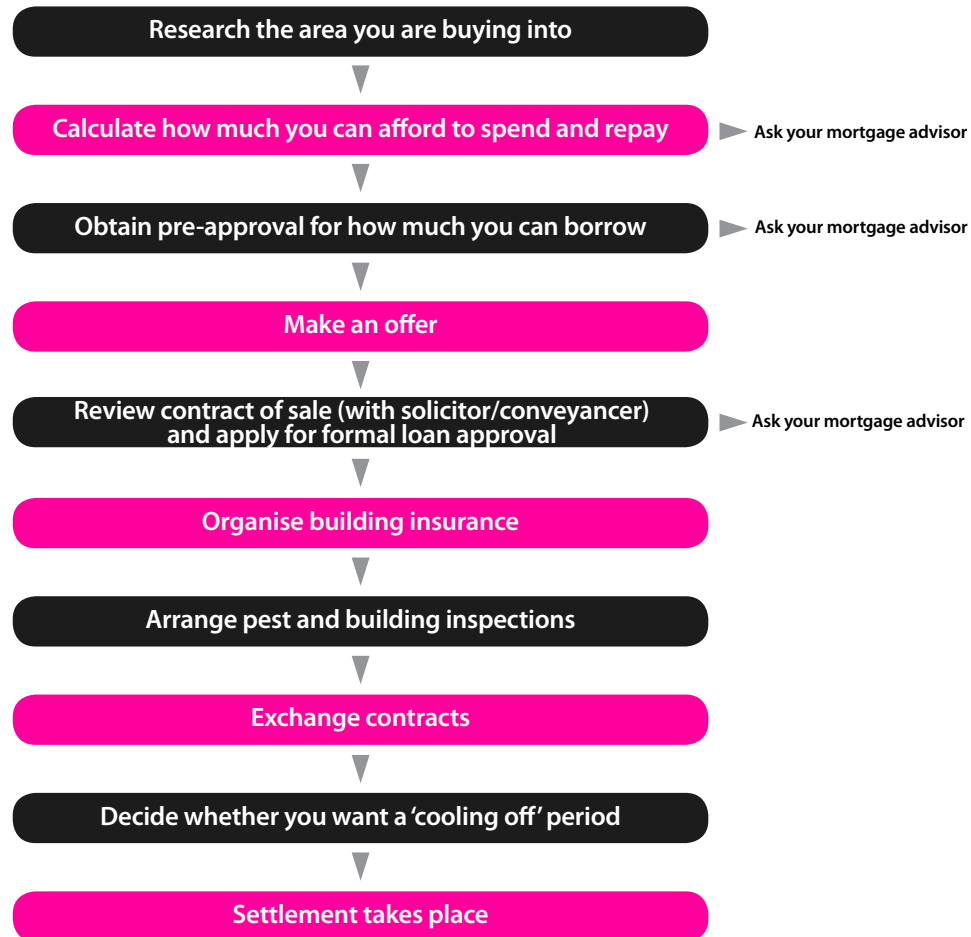 Research the area you are buying into
Calculate how much you can afford to spend and repay
Ask your mortgage advisor
Obtain pre-approval for how much you can borrow
Ask your mortgage advisor
Make an offer
Review contract of sale (with solicitor/conveyancer)
and apply for formal loan approval
Ask your mortgage advisor
Organise building insurance
Arrange pest and building inspections
Exchange contracts
Decide whether you want a ‘cooling off’ period
Settlement takes place